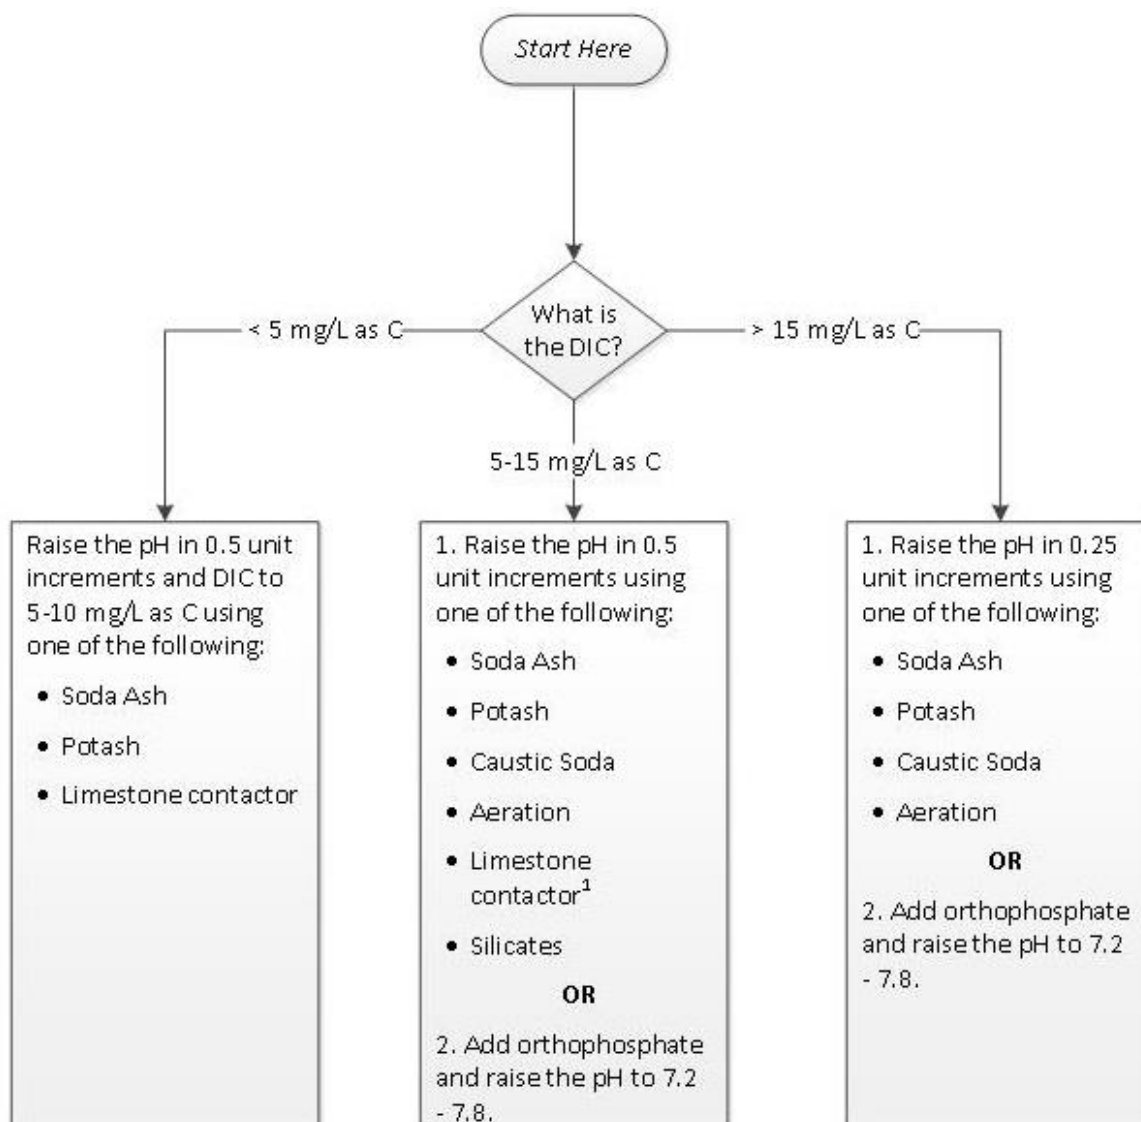 Start Here
What is
the DIC?
< 5 mg/L as C
> 15 mg/L as C
5-15 mg/L as C
Raise the pH in 0.5 unit
increments and DIC to
5-10 mg/L as C using
one of the following:
• Soda Ash
• Potash
• Limestone contactor
1. Raise the pH in 0.5
unit increments using
one of the following:
• Soda Ash
• Potash
• Caustic Soda
• Aeration
• Limestone
contactor¹
• Silicates
OR
2. Add orthophosphate
and raise the pH to 7.2
- 7.8.
1. Raise the pH in 0.25
unit increments using
one of the following:
• Soda Ash
• Potash
• Caustic Soda
• Aeration
OR
2. Add orthophosphate
and raise the pH to 7.2
- 7.8.